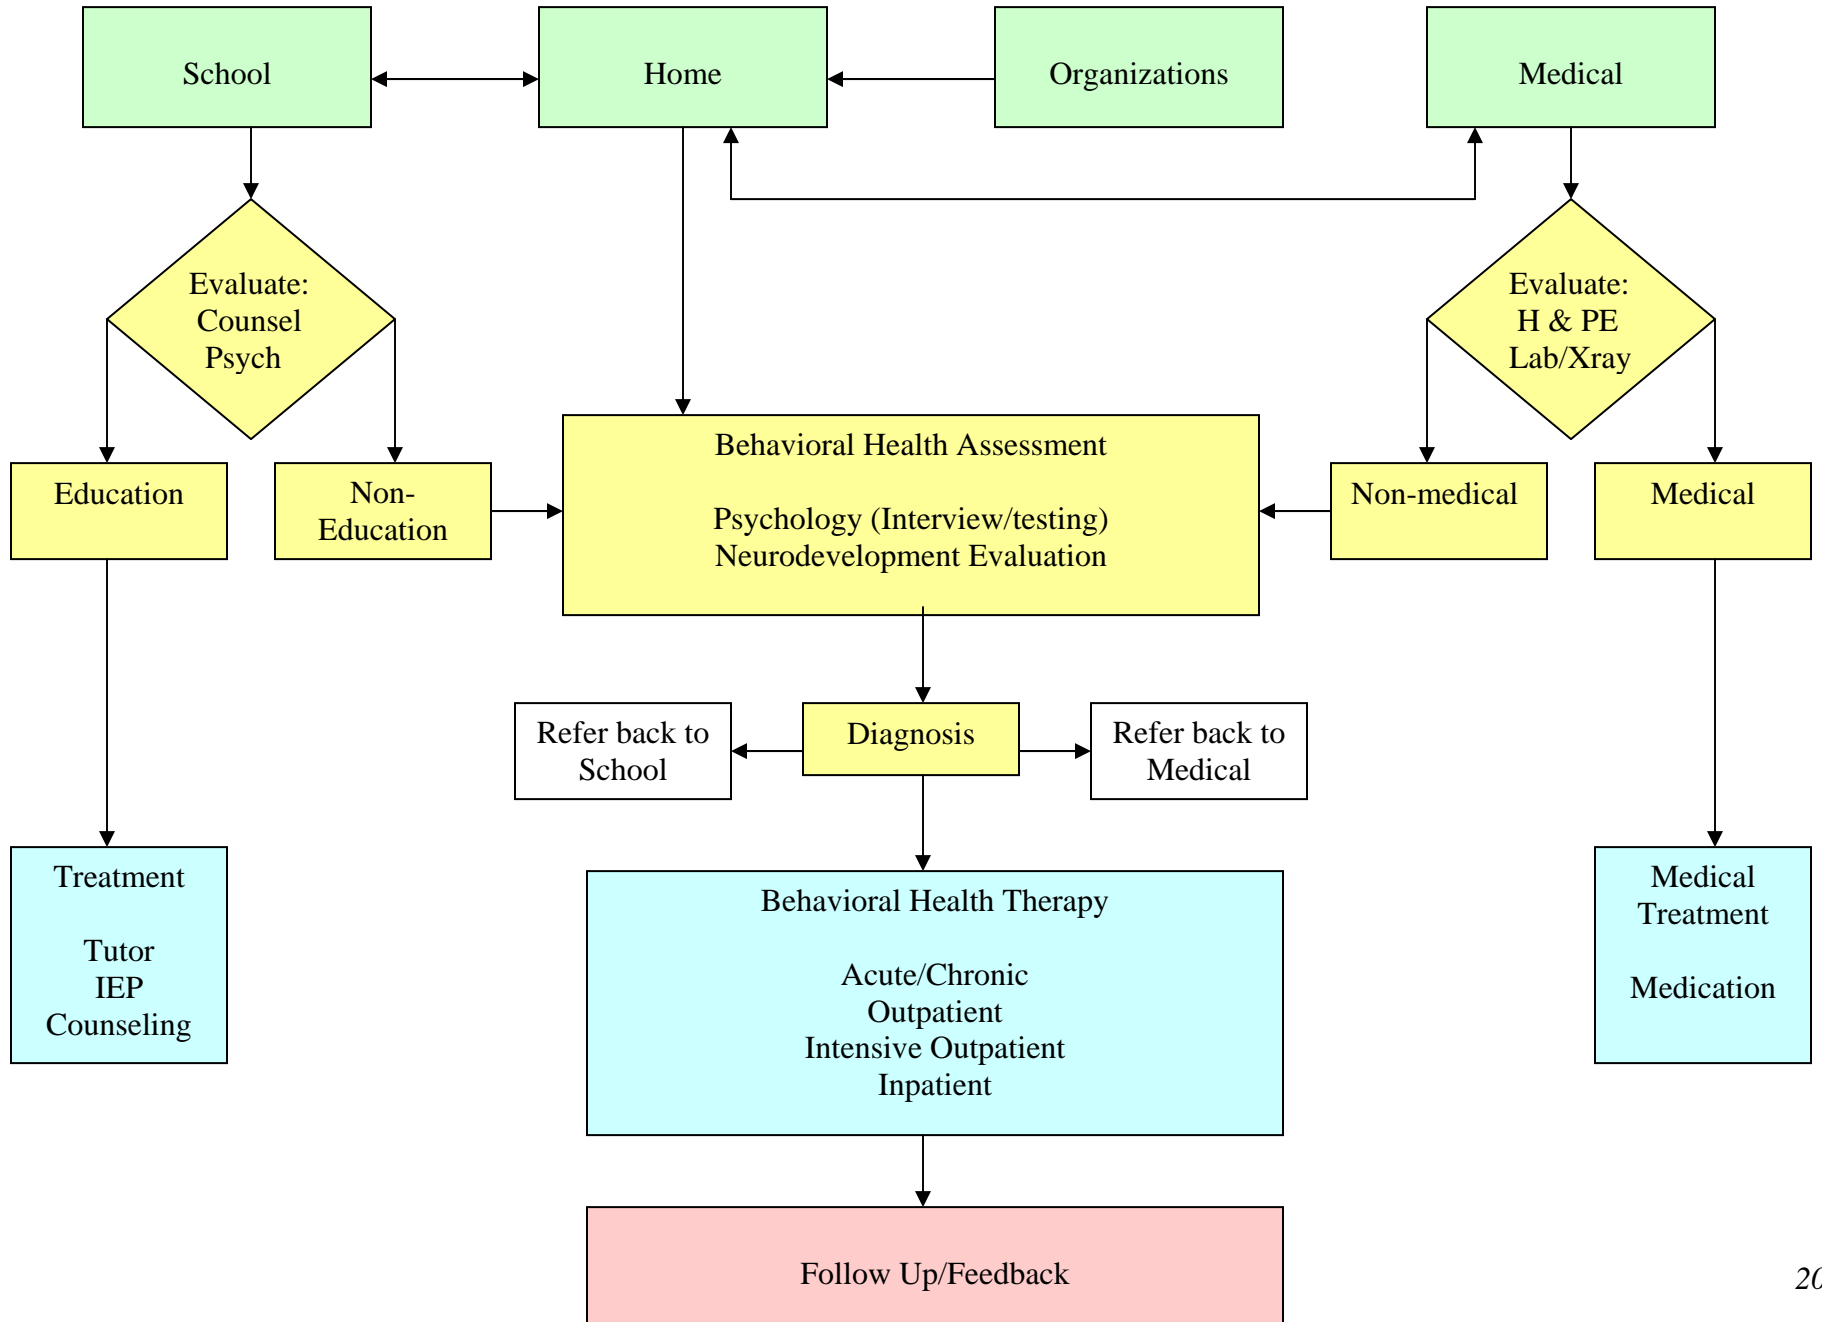 School
Home
Organizations
Medical
Evaluate:
Counsel
Psych
Evaluate:
H & PE
Lab/Xray
Education
Non-
Education
Behavioral Health Assessment
Psychology (Interview/testing)
Neurodevelopment Evaluation
Non-medical
Medical
Refer back to
School
Diagnosis
Refer back to
Medical
Treatment
Tutor
IEP
Counseling
Behavioral Health Therapy
Acute/Chronic
Outpatient
Intensive Outpatient
Inpatient
Medical
Treatment
Medication
Follow Up/Feedback
20